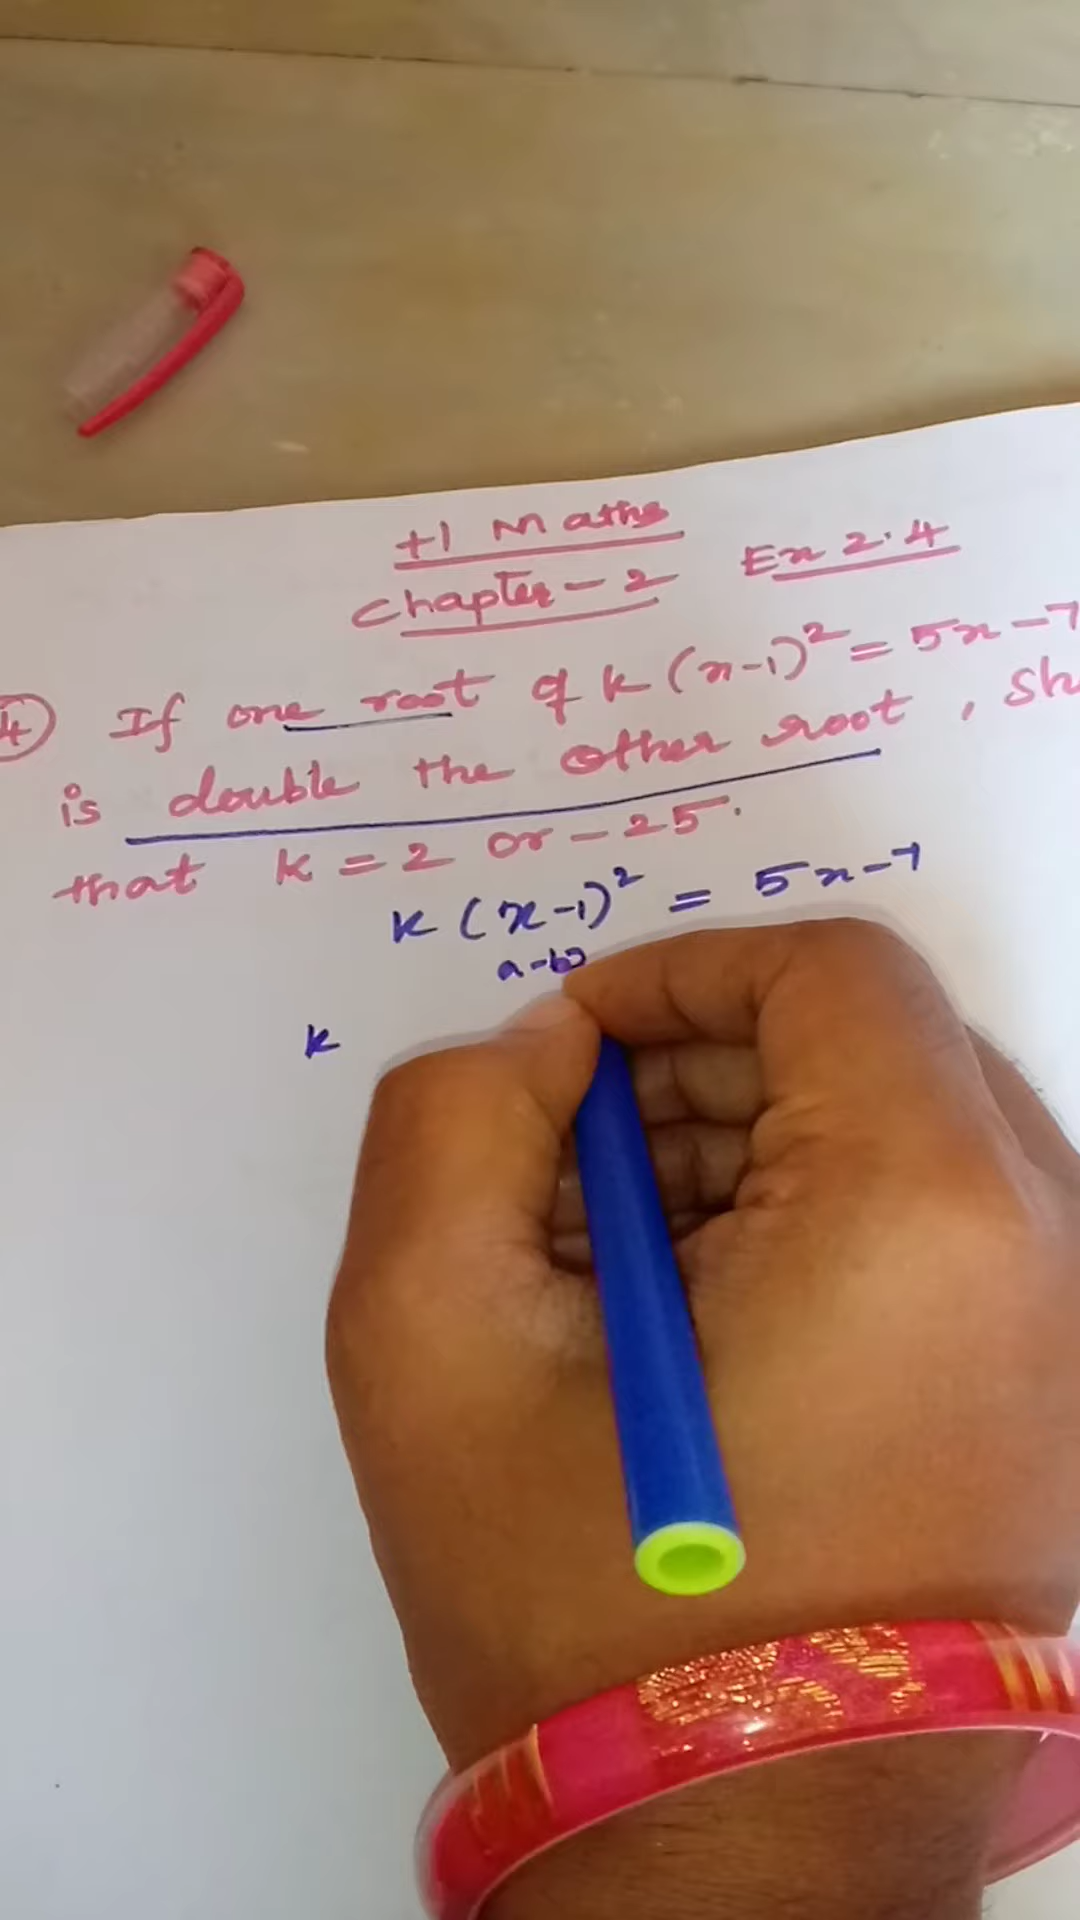 +1 Maths
Chapter - 2 Ex 2.4
4 If one root of k(x-1)² = 5x-7
is double the other root,
that k = 2 or -25.
k(x-1)² = 5x-7
a-b
k